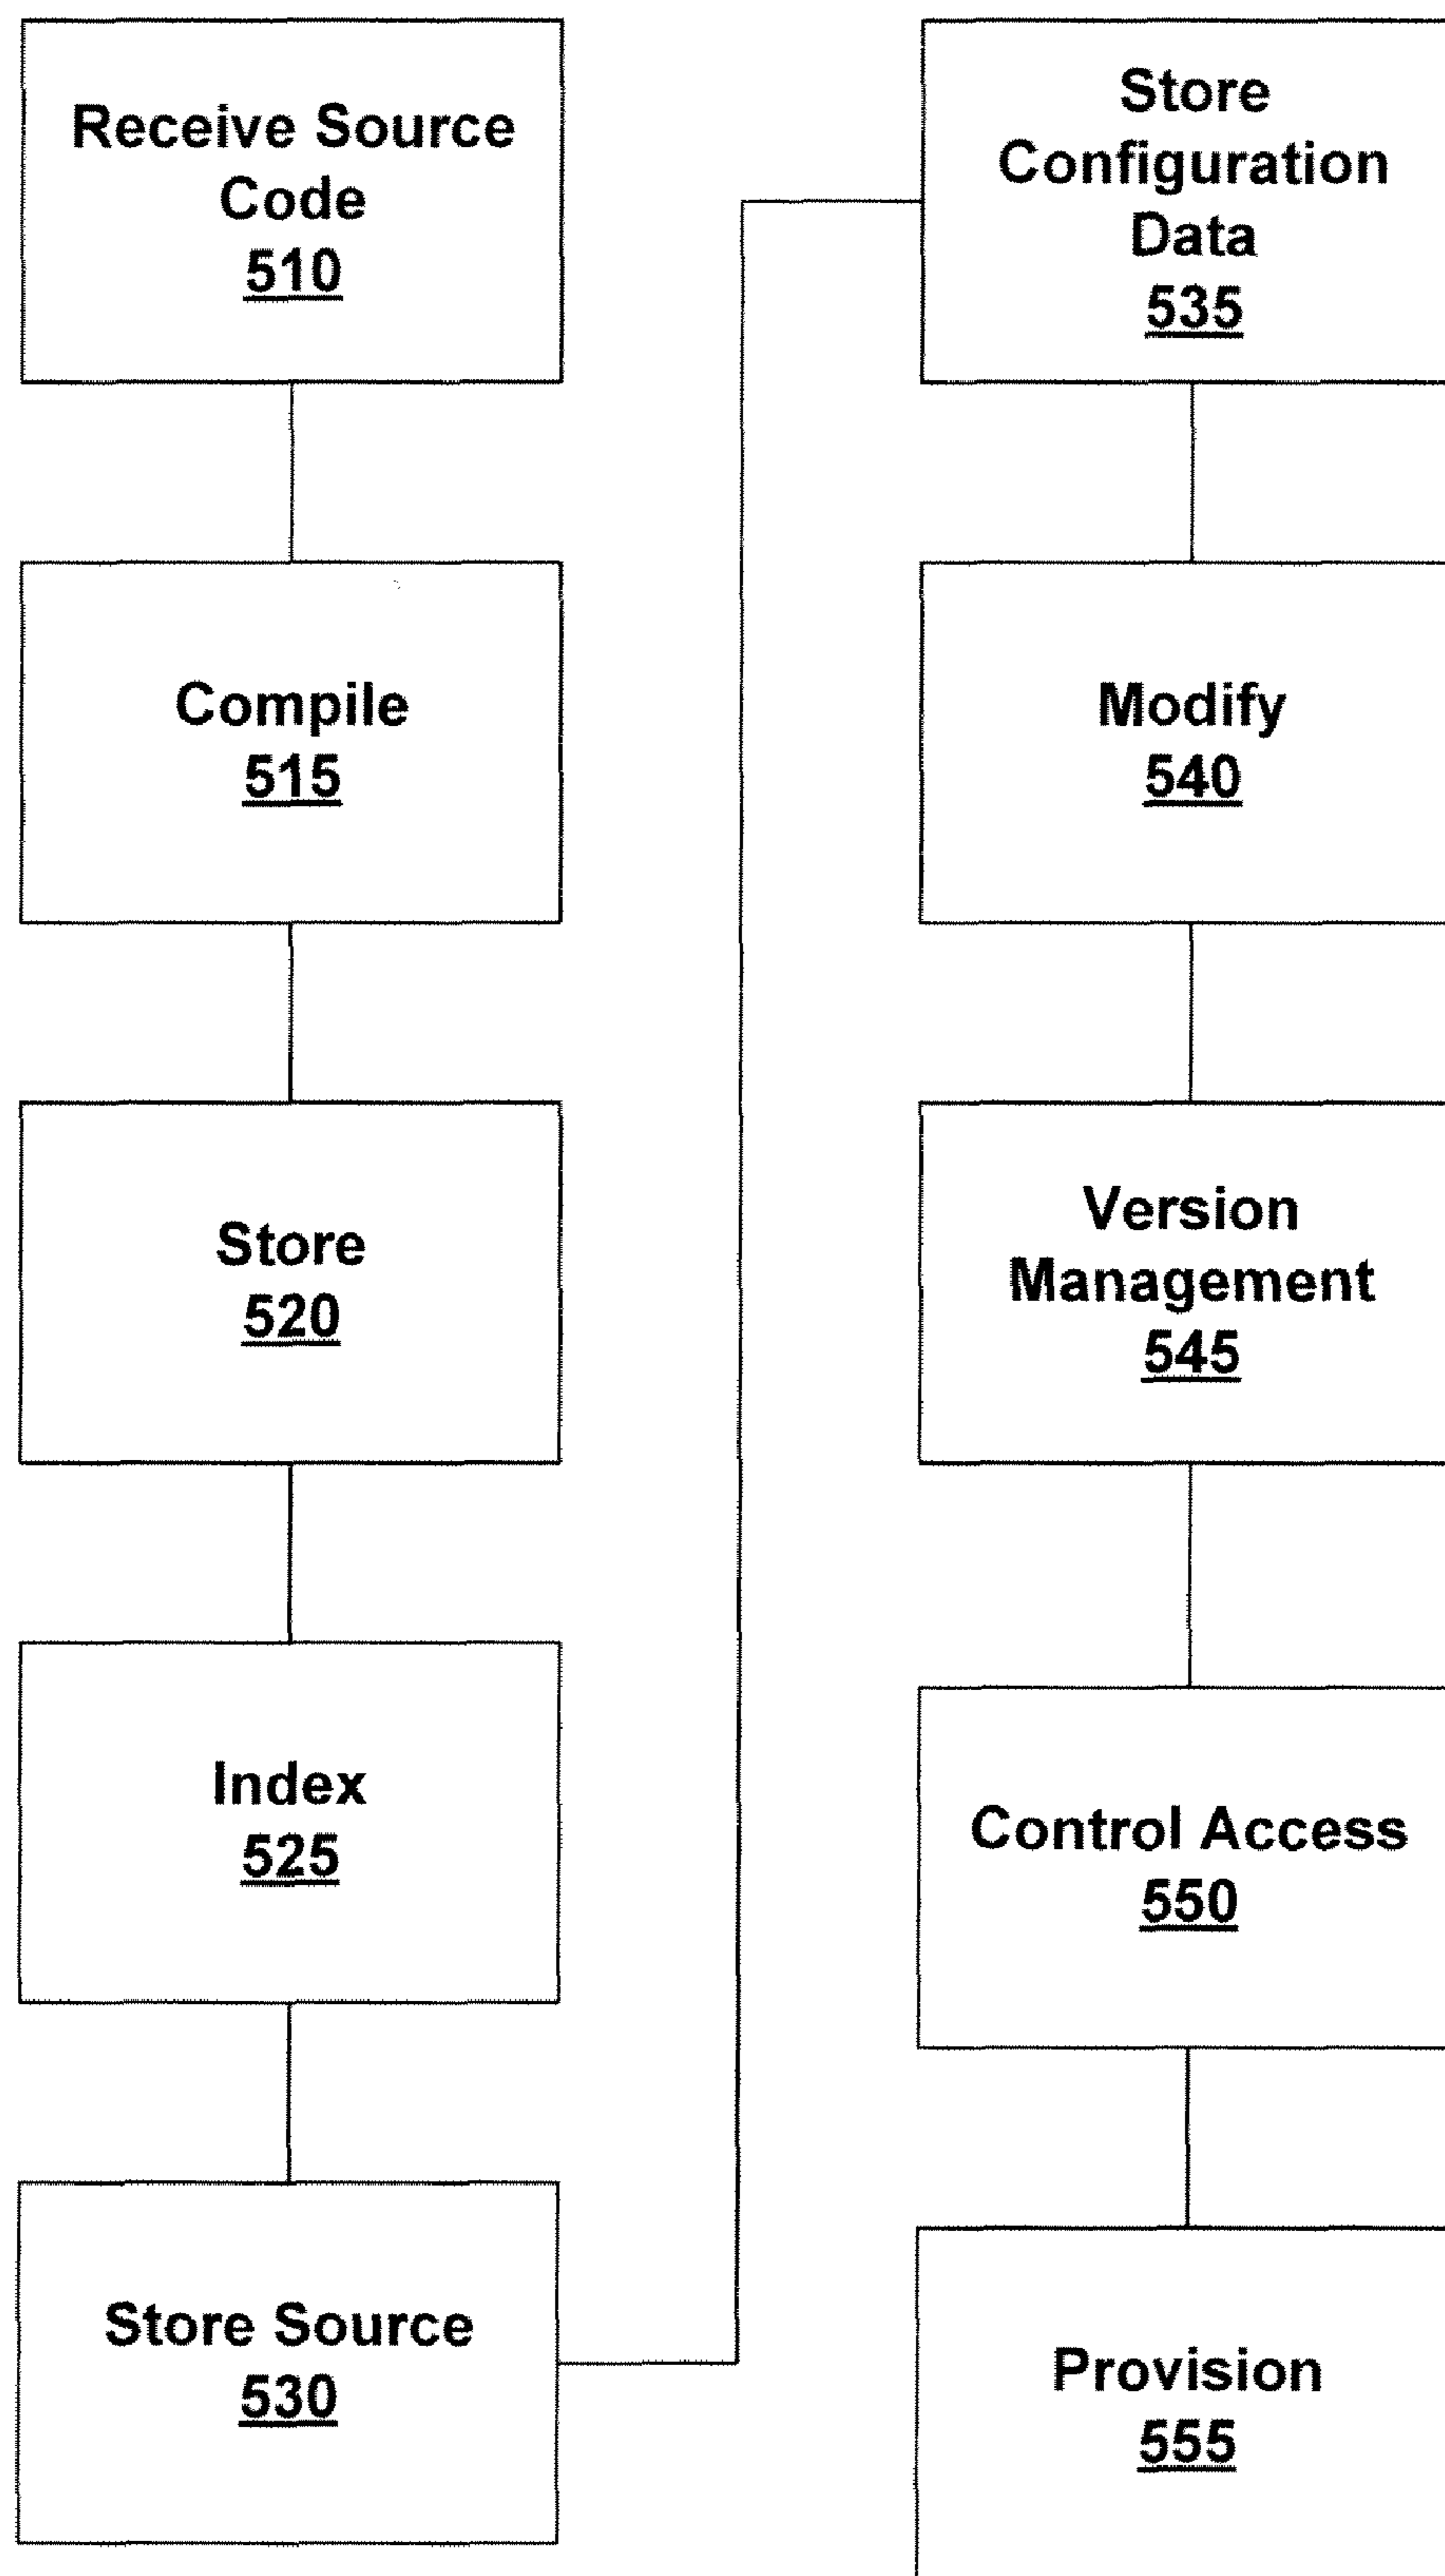 Receive Source
Code
510
Compile
515
Store
520
Index
525
Store Source
530
Store
Configuration
Data
535
Modify
540
Version
Management
545
Control Access
550
Provision
555